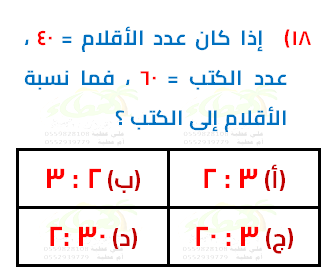 ١٨) إذا كان عدد الأقلام = ٤٠ ،
عدد الكتب = ٦٠ ، فما نسبة
الأقلام إلى الكتب ؟
(أ) ٣ : ٢
(ب) ٢ : ٣
(ج) ٣ : ٢٠
(د) ٣٠ : ٢